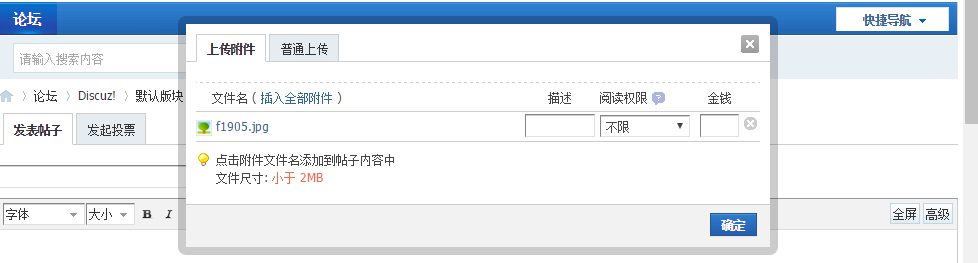 论坛
快捷导航
请输入搜索内容
论坛 〉 Discuz! 〉 默认版块
发表帖子 发起投票
字体 大小 B I
全屏 高级
上传附件 普通上传
文件名 ( 插入全部附件 ) 描述 阅读权限 ? 金钱
f1905.jpg 不限
点击附件文件名添加到帖子内容中
文件尺寸: 小于 2MB
确定